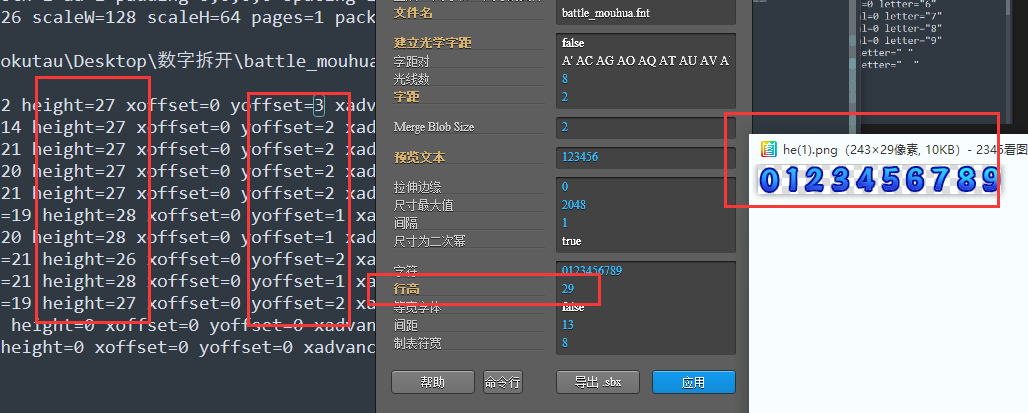 26 scaleW=128 scaleH=64 pages=1 pack
okutau\Desktop\数字拆开\battle_mouhua
2 height=27 xoffset=0 yoffset=3 xadv
14 height=27 xoffset=0 yoffset=2 xad
21 height=27 xoffset=0 yoffset=2 xad
20 height=27 xoffset=0 yoffset=2 xad
21 height=27 xoffset=0 yoffset=2 xad
=19 height=28 xoffset=0 yoffset=1 xa
20 height=28 xoffset=0 yoffset=1 xad
=21 height=26 xoffset=0 yoffset=2 xa
=21 height=28 xoffset=0 yoffset=1 xa
=19 height=27 xoffset=0 yoffset=2 xa
height=0 xoffset=0 yoffset=0 xadvan
height=0 xoffset=0 yoffset=0 xadvanc
文件名 battle_mouhua.fnt
建立光学字距 false
字距对 A' AC AG AO AQ AT AU AV A
光线数 8
字距 2
Merge Blob Size 2
预览文本 123456
拉伸边缘 0
尺寸最大值 2048
间隔 1
尺寸为二次幂 true
字符 0123456789
行高 29
等宽字体 false
间距 13
制表符宽 8
帮助 命令行 导出 .sbx 应用
=0 letter="6"
al=0 letter="7"
al=0 letter="8"
al=0 letter="9"
letter=" "
etter=" "
he(1).png（243×29像素, 10KB）- 2345看图
0123456789